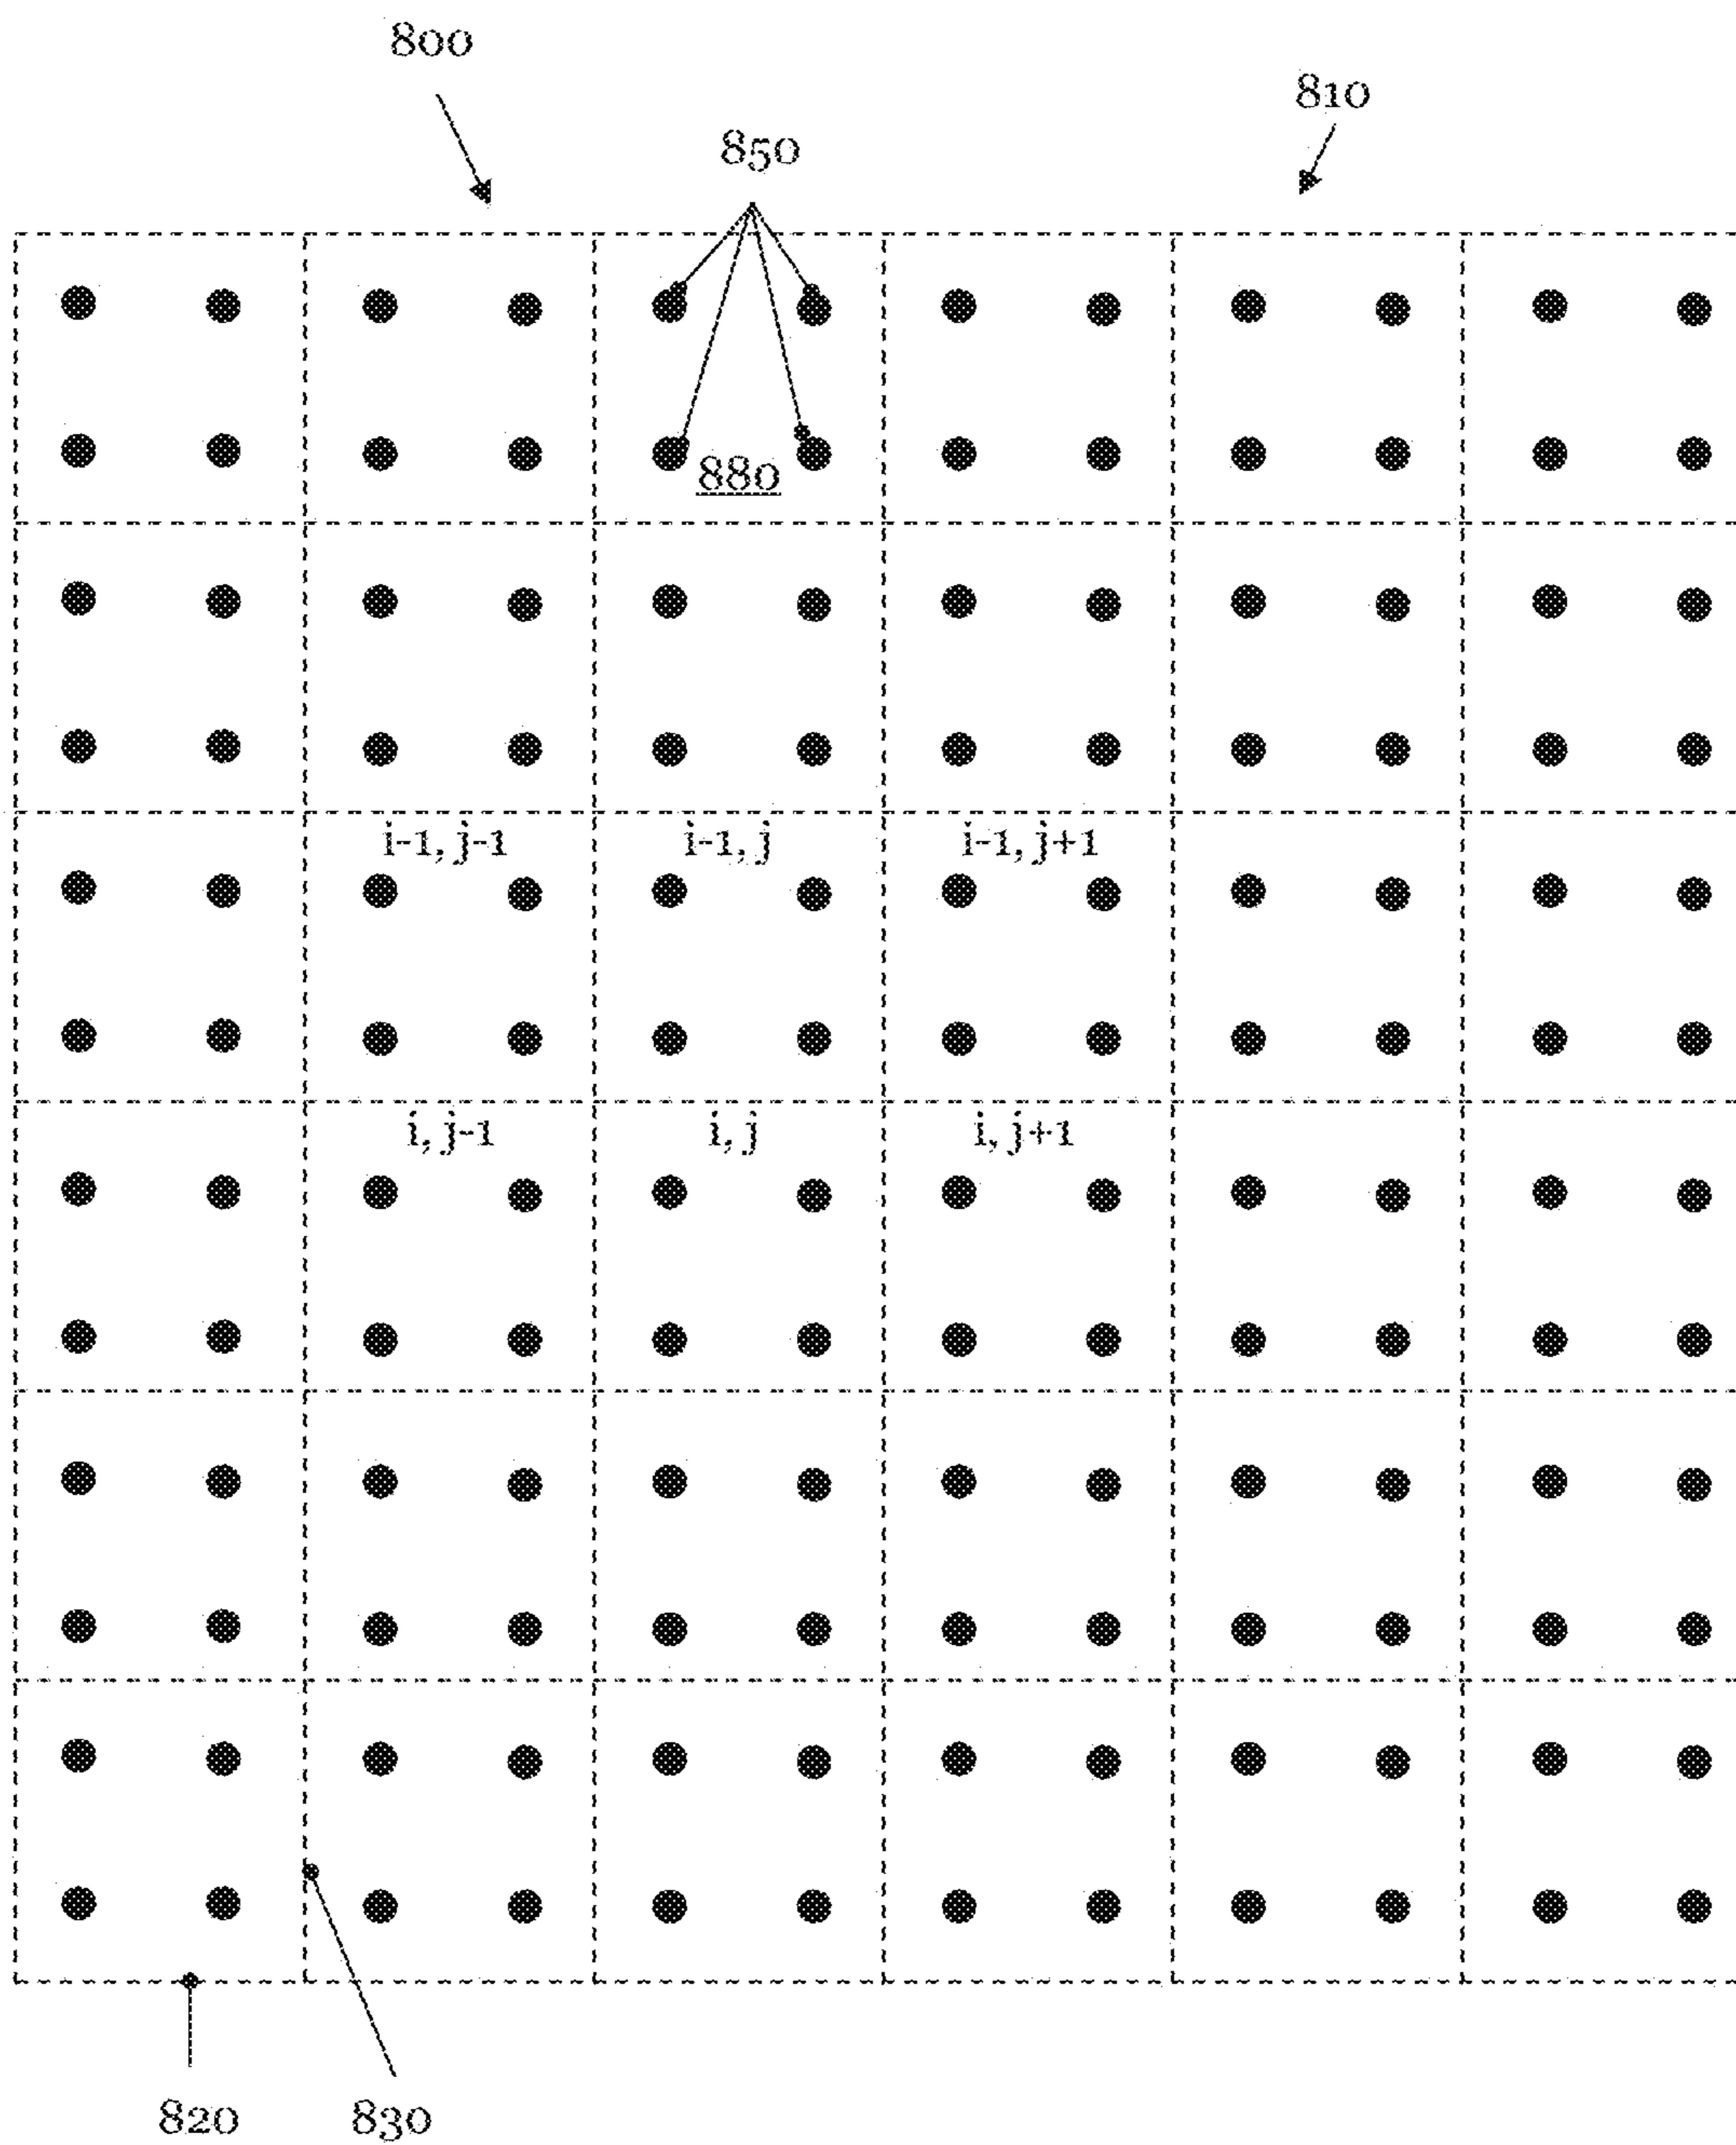 800
810
850
880
i-1, j-1 i-1, j i-1, j+1
i, j-1 i, j i, j+1
820 830